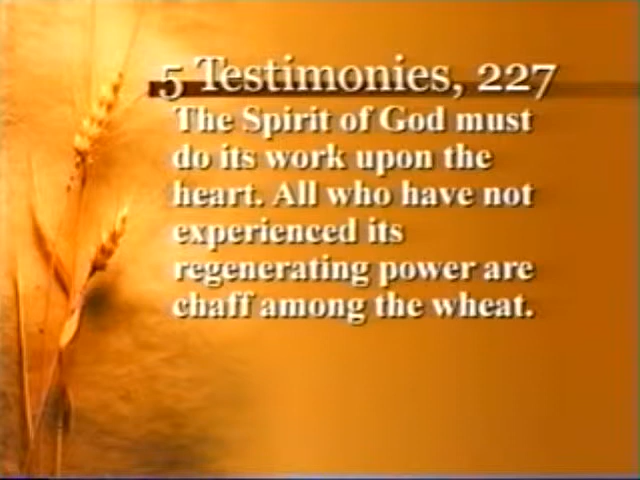 5 Testimonies, 227
The Spirit of God must
do its work upon the
heart. All who have not
experienced its
regenerating power are
chaff among the wheat.